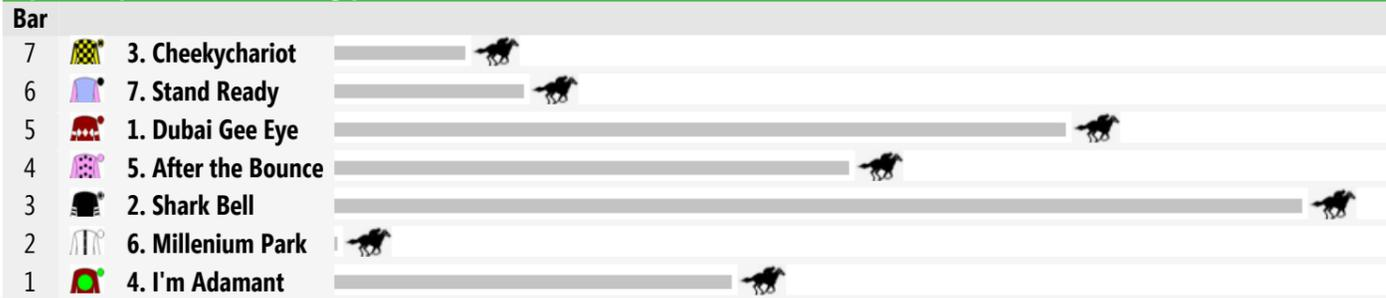 Bar
7 3. Cheekychariot
6 7. Stand Ready
5 1. Dubai Gee Eye
4 5. After the Bounce
3 2. Shark Bell
2 6. Millenium Park
1 4. I'm Adamant